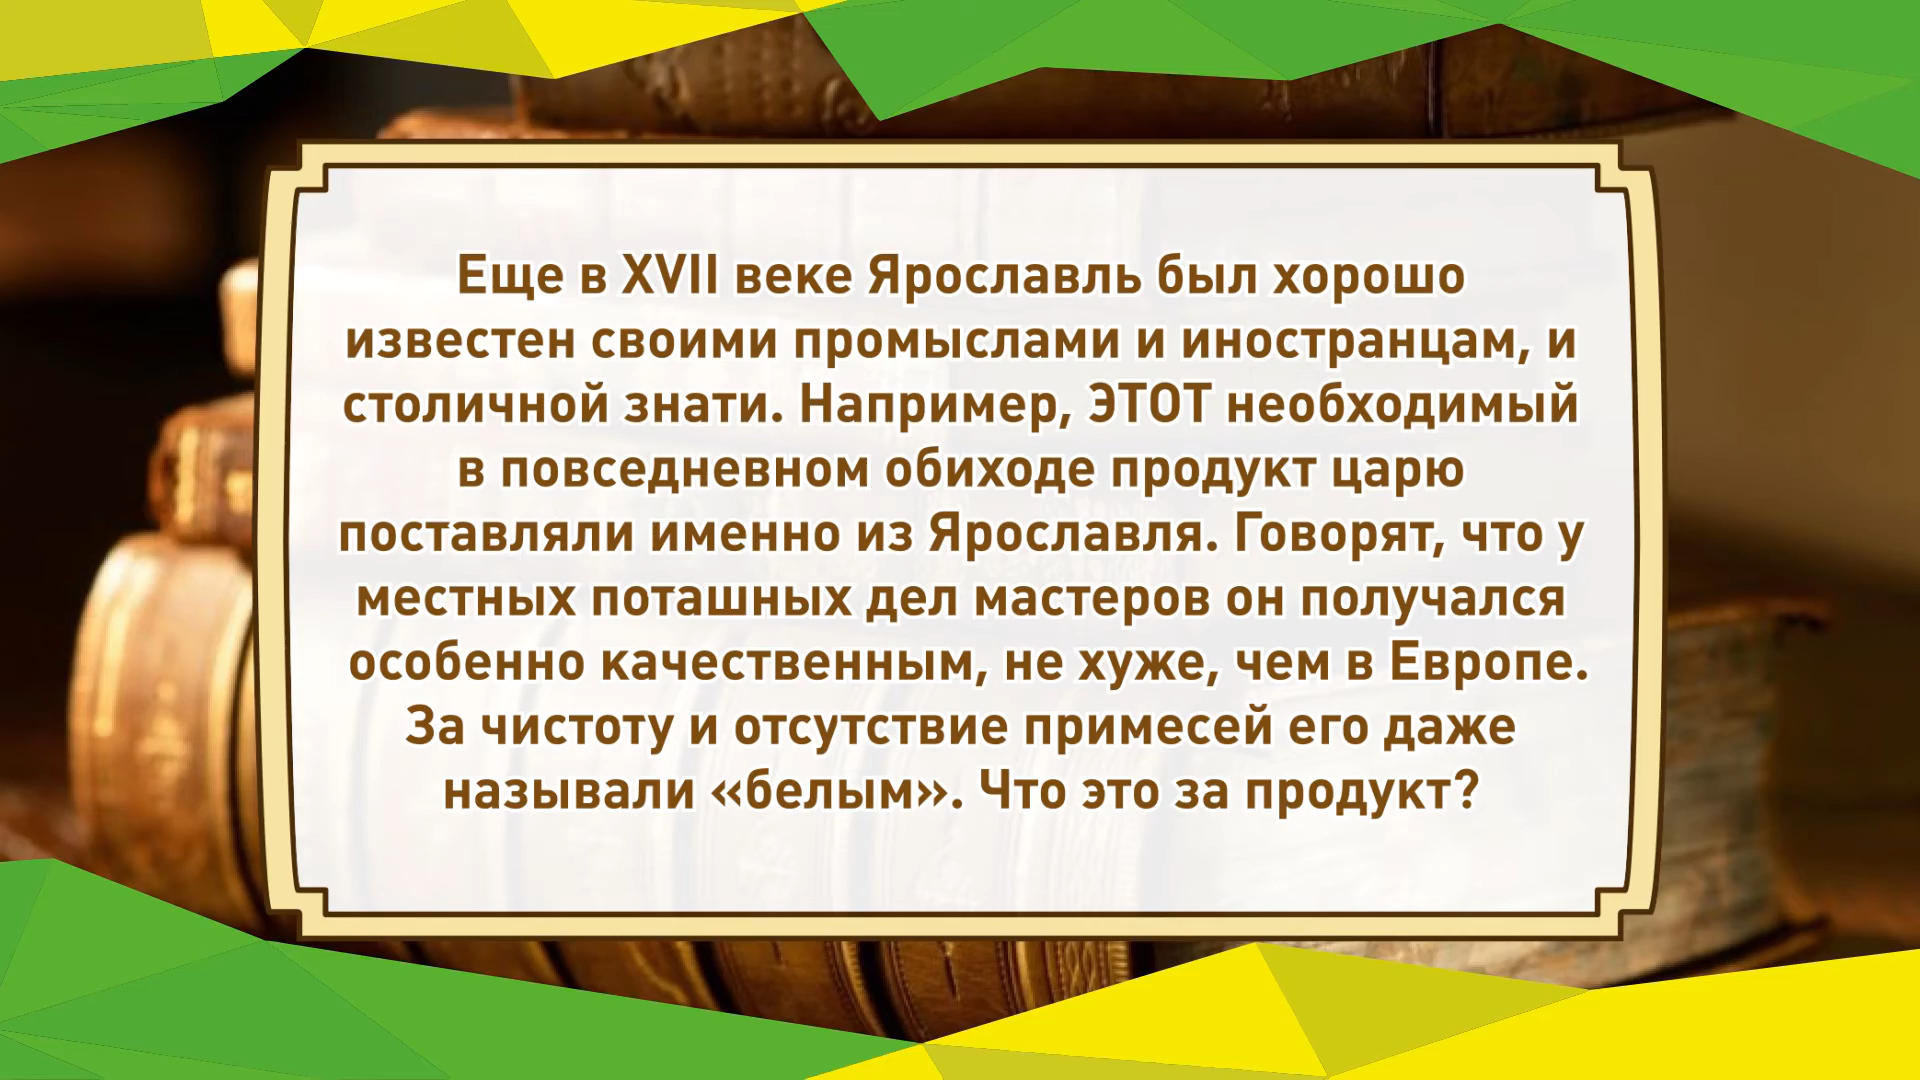 Еще в XVII веке Ярославль был хорошо
известен своими промыслами и иностранцам, и
столичной знати. Например, ЭТОТ необходимый
в повседневном обиходе продукт царю
поставляли именно из Ярославля. Говорят, что у
местных поташных дел мастеров он получался
особенно качественным, не хуже, чем в Европе.
За чистоту и отсутствие примесей его даже
называли «белым». Что это за продукт?